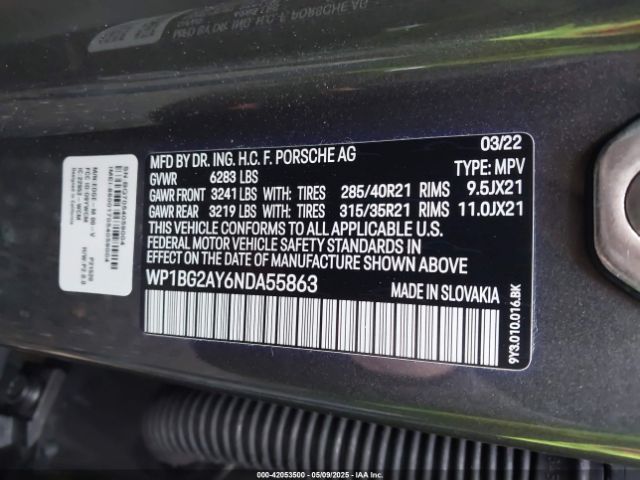 MFD BY DR. ING. H.C. F. PORSCHE AG 03/22
GVWR 6283 LBS TYPE: MPV
GAWR FRONT 3241 LBS WITH: TIRES 285/40R21 RIMS 9.5JX21
GAWR REAR 3219 LBS WITH: TIRES 315/35R21 RIMS 11.0JX21
THIS VEHICLE CONFORMS TO ALL APPLICABLE U.S.
FEDERAL MOTOR VEHICLE SAFETY STANDARDS IN
EFFECT ON THE DATE OF MANUFACTURE SHOWN ABOVE.
WP1BG2AY6NDA55863 MADE IN SLOVAKIA
9Y3.010.016.BK
000-42053500 - 05/09/2025 - IAA Inc.